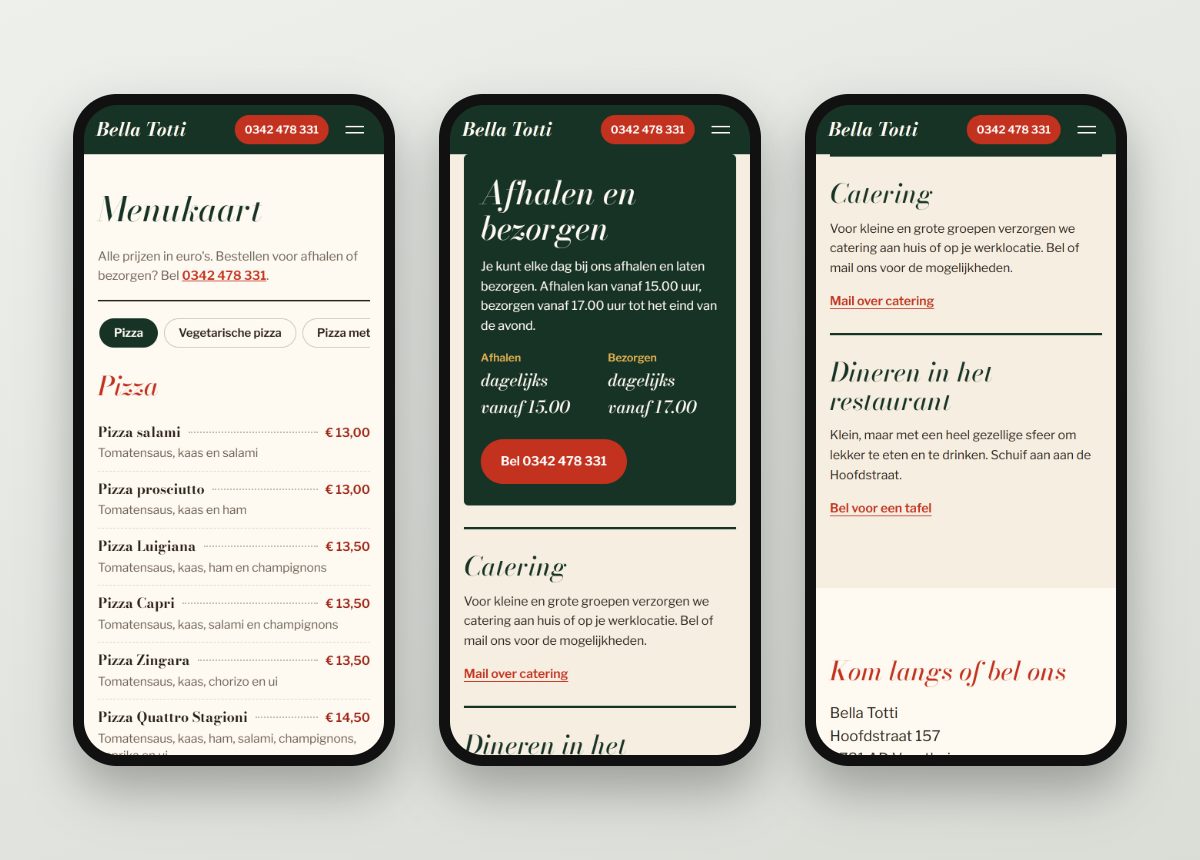 Bella Totti
0342 478 331
Menukaart
Alle prijzen in euro's. Bestellen voor afhalen of
bezorgen? Bel 0342 478 331.
Pizza
Vegetarische pizza
Pizza met
Pizza
Pizza salami € 13,00
Tomatensaus, kaas en salami
Pizza prosciutto € 13,00
Tomatensaus, kaas en ham
Pizza Luigiana € 13,50
Tomatensaus, kaas, ham en champignons
Pizza Capri € 13,50
Tomatensaus, kaas, salami en champignons
Pizza Zingara € 13,50
Tomatensaus, kaas, chorizo en ui
Pizza Quattro Stagioni € 14,50
Tomatensaus, kaas, ham, salami, champignons,
Bella Totti
0342 478 331
Afhalen en
bezorgen
Je kunt elke dag bij ons afhalen en laten
bezorgen. Afhalen kan vanaf 15.00 uur,
bezorgen vanaf 17.00 uur tot het eind van
de avond.
Afhalen
dagelijks
vanaf 15.00
Bezorgen
dagelijks
vanaf 17.00
Bel 0342 478 331
Catering
Voor kleine en grote groepen verzorgen we
catering aan huis of op je werklocatie. Bel of
mail ons voor de mogelijkheden.
Mail over catering
Dineren in het
Bella Totti
0342 478 331
Catering
Voor kleine en grote groepen verzorgen we
catering aan huis of op je werklocatie. Bel of
mail ons voor de mogelijkheden.
Mail over catering
Dineren in het
restaurant
Klein, maar met een heel gezellige sfeer om
lekker te eten en te drinken. Schuif aan aan de
Hoofdstraat.
Bel voor een tafel
Kom langs of bel ons
Bella Totti
Hoofdstraat 157